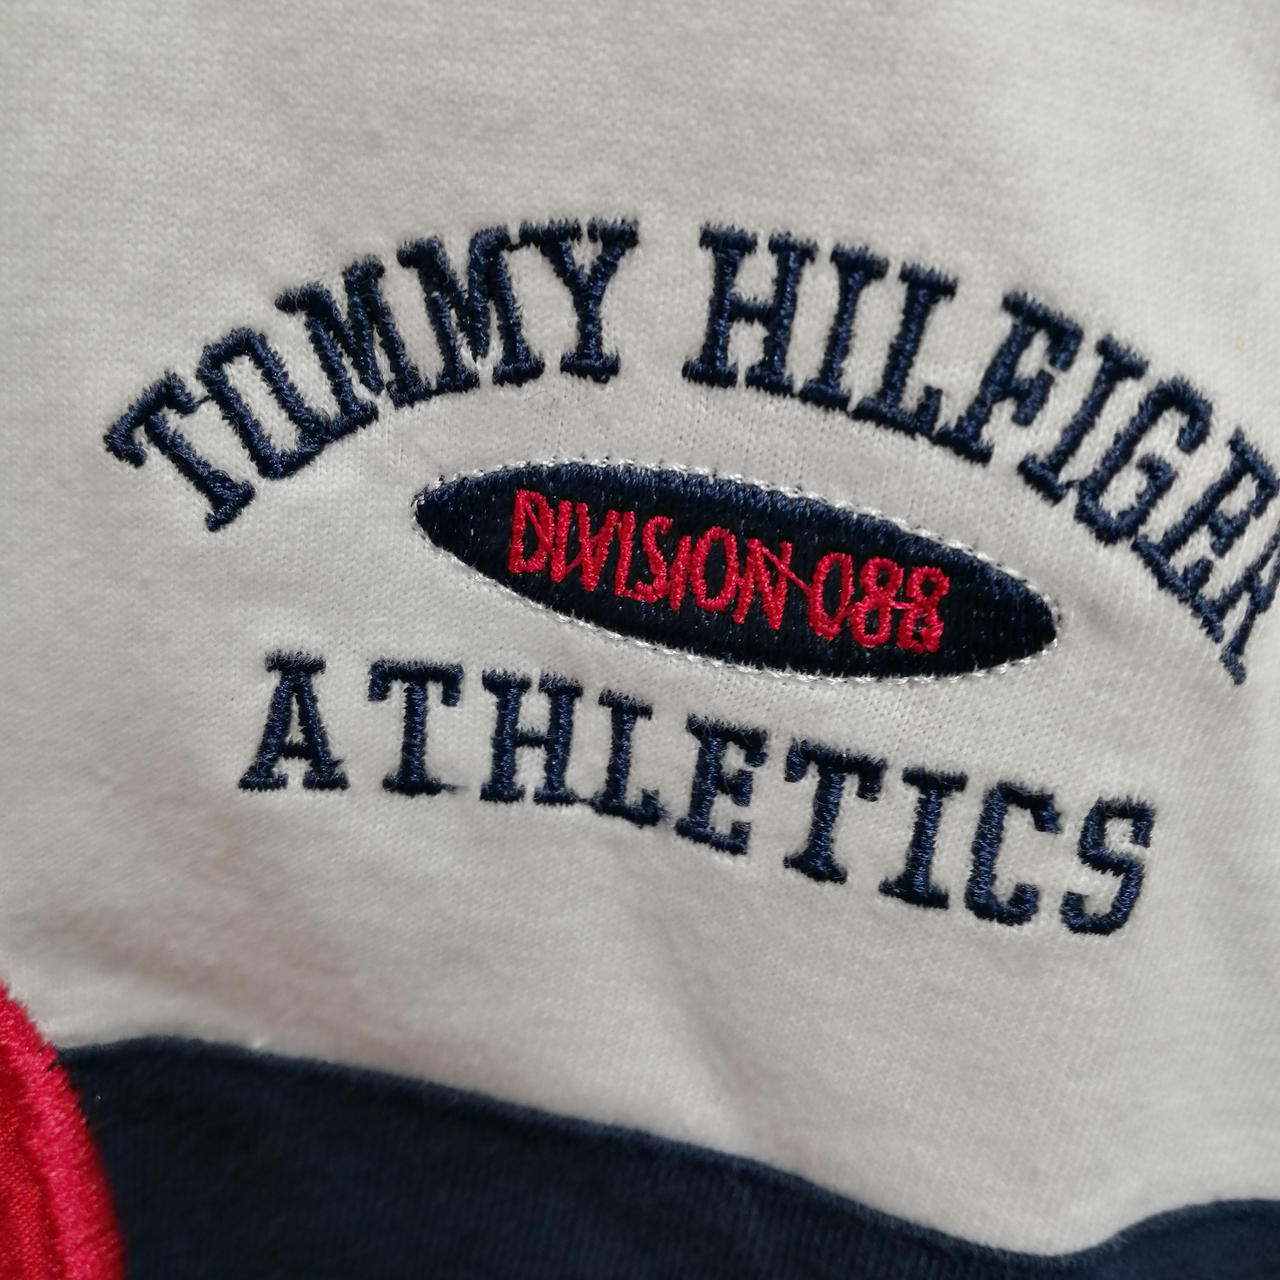 TOMMY HILFIGER
DIVISION 088
ATHLETICS